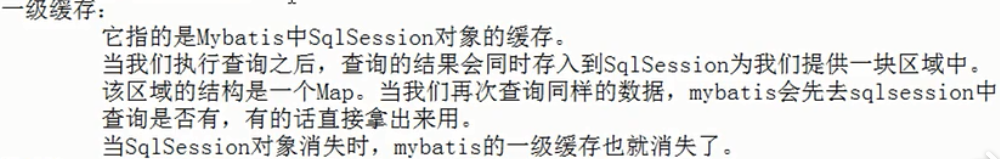 一级缓存：
它指的是Mybatis中SqlSession对象的缓存。
当我们执行查询之后，查询的结果会同时存入到SqlSession为我们提供一块区域中。
该区域的结构是一个Map。当我们再次查询同样的数据，mybatis会先去sqlsession中
查询是否有，有的话直接拿出来用。
当SqlSession对象消失时，mybatis的一级缓存也就消失了。